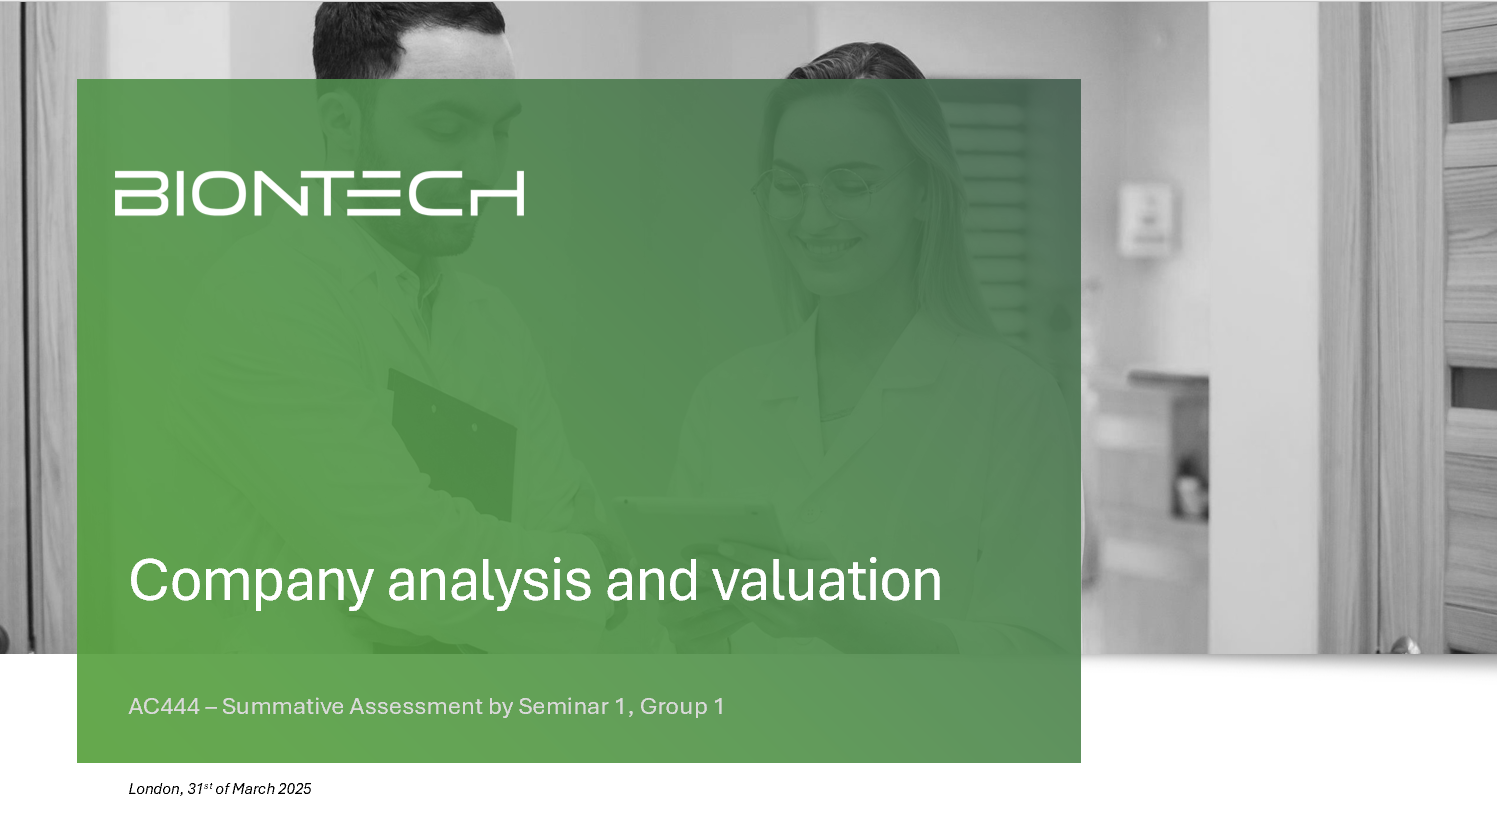 BIONTECH
Company analysis and valuation
AC444 – Summative Assessment by Seminar 1, Group 1
London, 31st of March 2025